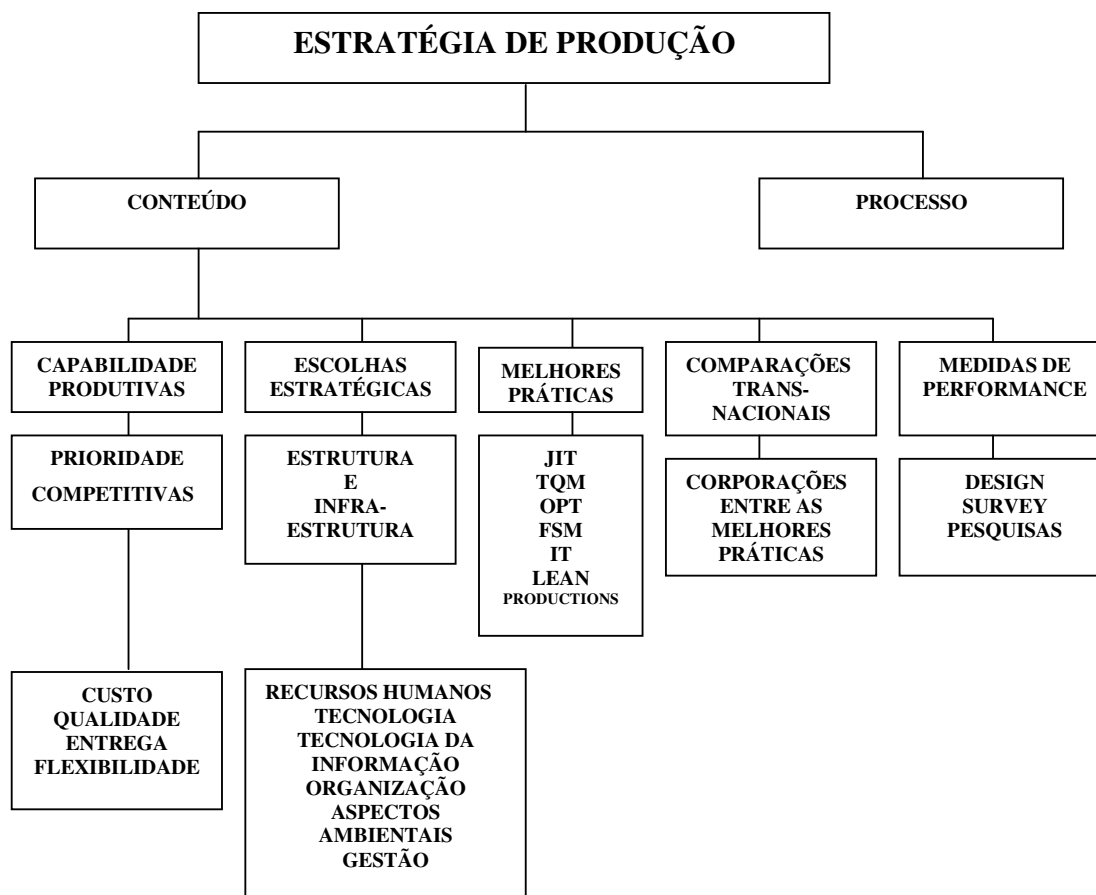 ESTRATÉGIA DE PRODUÇÃO
CONTEÚDO
PROCESSO
CAPABILIDADE
PRODUTIVAS
ESCOLHAS
ESTRATÉGICAS
MELHORES
PRÁTICAS
COMPARAÇÕES
TRANS-
NACIONAIS
MEDIDAS DE
PERFORMANCE
PRIORIDADE
COMPETITIVAS
ESTRUTURA
E
INFRA-
ESTRUTURA
JIT
TQM
OPT
FSM
IT
LEAN
PRODUCTIONS
CORPORAÇÕES
ENTRE AS
MELHORES
PRÁTICAS
DESIGN
SURVEY
PESQUISAS
CUSTO
QUALIDADE
ENTREGA
FLEXIBILIDADE
RECURSOS HUMANOS
TECNOLOGIA
TECNOLOGIA DA
INFORMAÇÃO
ORGANIZAÇÃO
ASPECTOS
AMBIENTAIS
GESTÃO